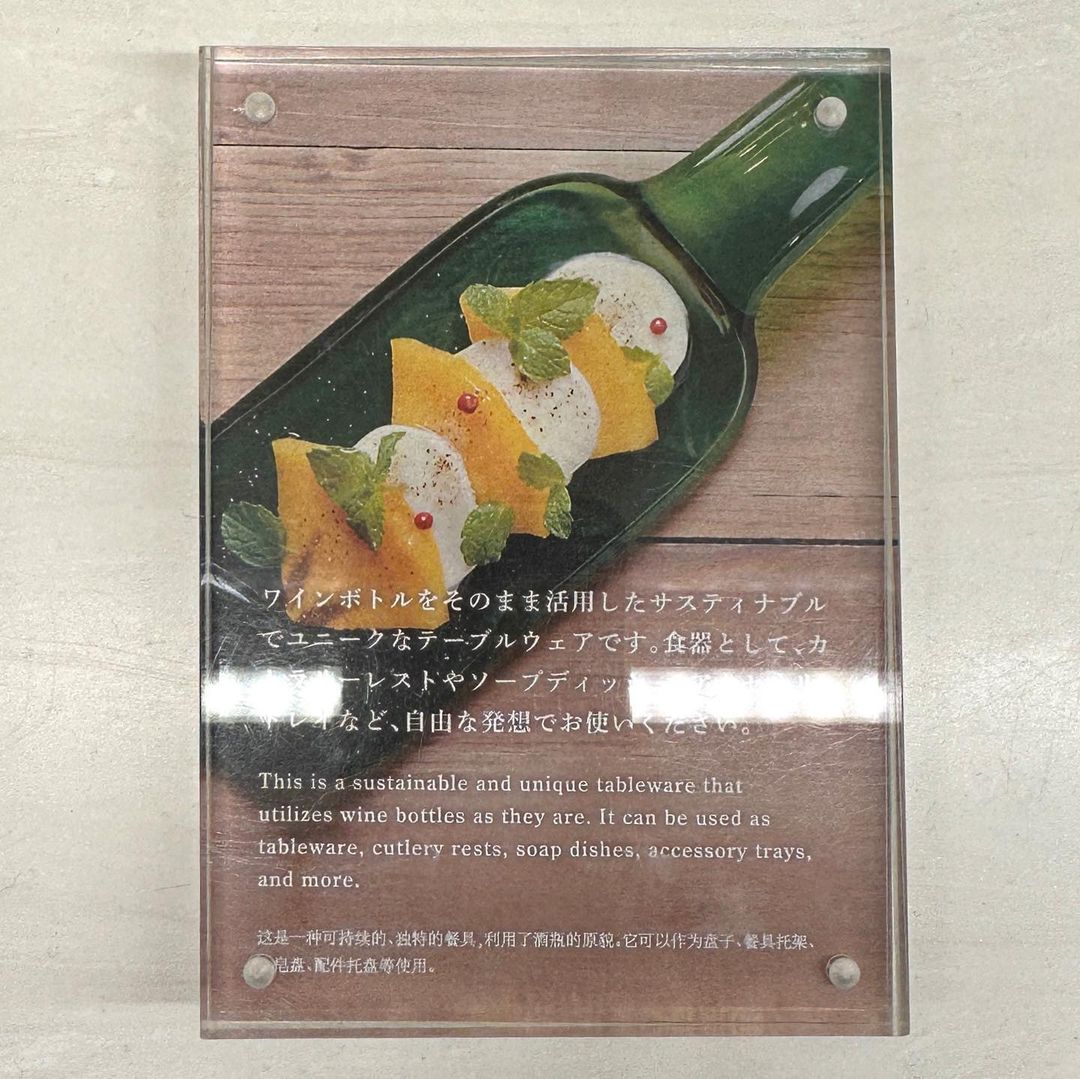 ワインボトルをそのまま活用したサスティナブル
でユニークなテーブルウェアです。食器として、カ
レストやソープディッ
トレイなど、自由な発想でお使いください。
This is a sustainable and unique tableware that
utilizes wine bottles as they are. It can be used as
tableware, cutlery rests, soap dishes, accessory trays,
and more.
这是一种可持续的、独特的餐具,利用了酒瓶的原貌。它可以作为盘子、餐具托架、
皂盘、配件托盘等使用。